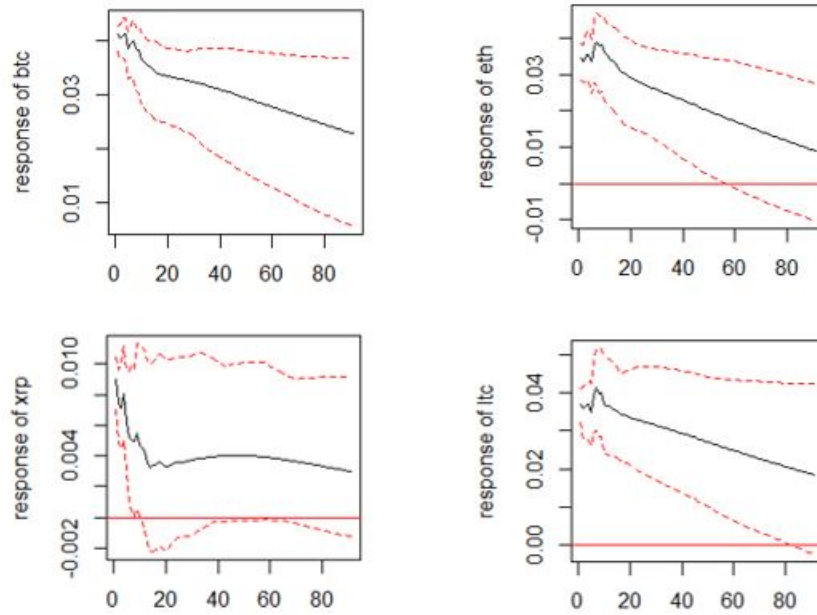 response of btc
0.01 0.03
0 20 40 60 80
response of eth
-0.01 0.01 0.03
0 20 40 60 80
response of xrp
-0.002 0.004 0.010
0 20 40 60 80
response of ltc
0.00 0.02 0.04
0 20 40 60 80